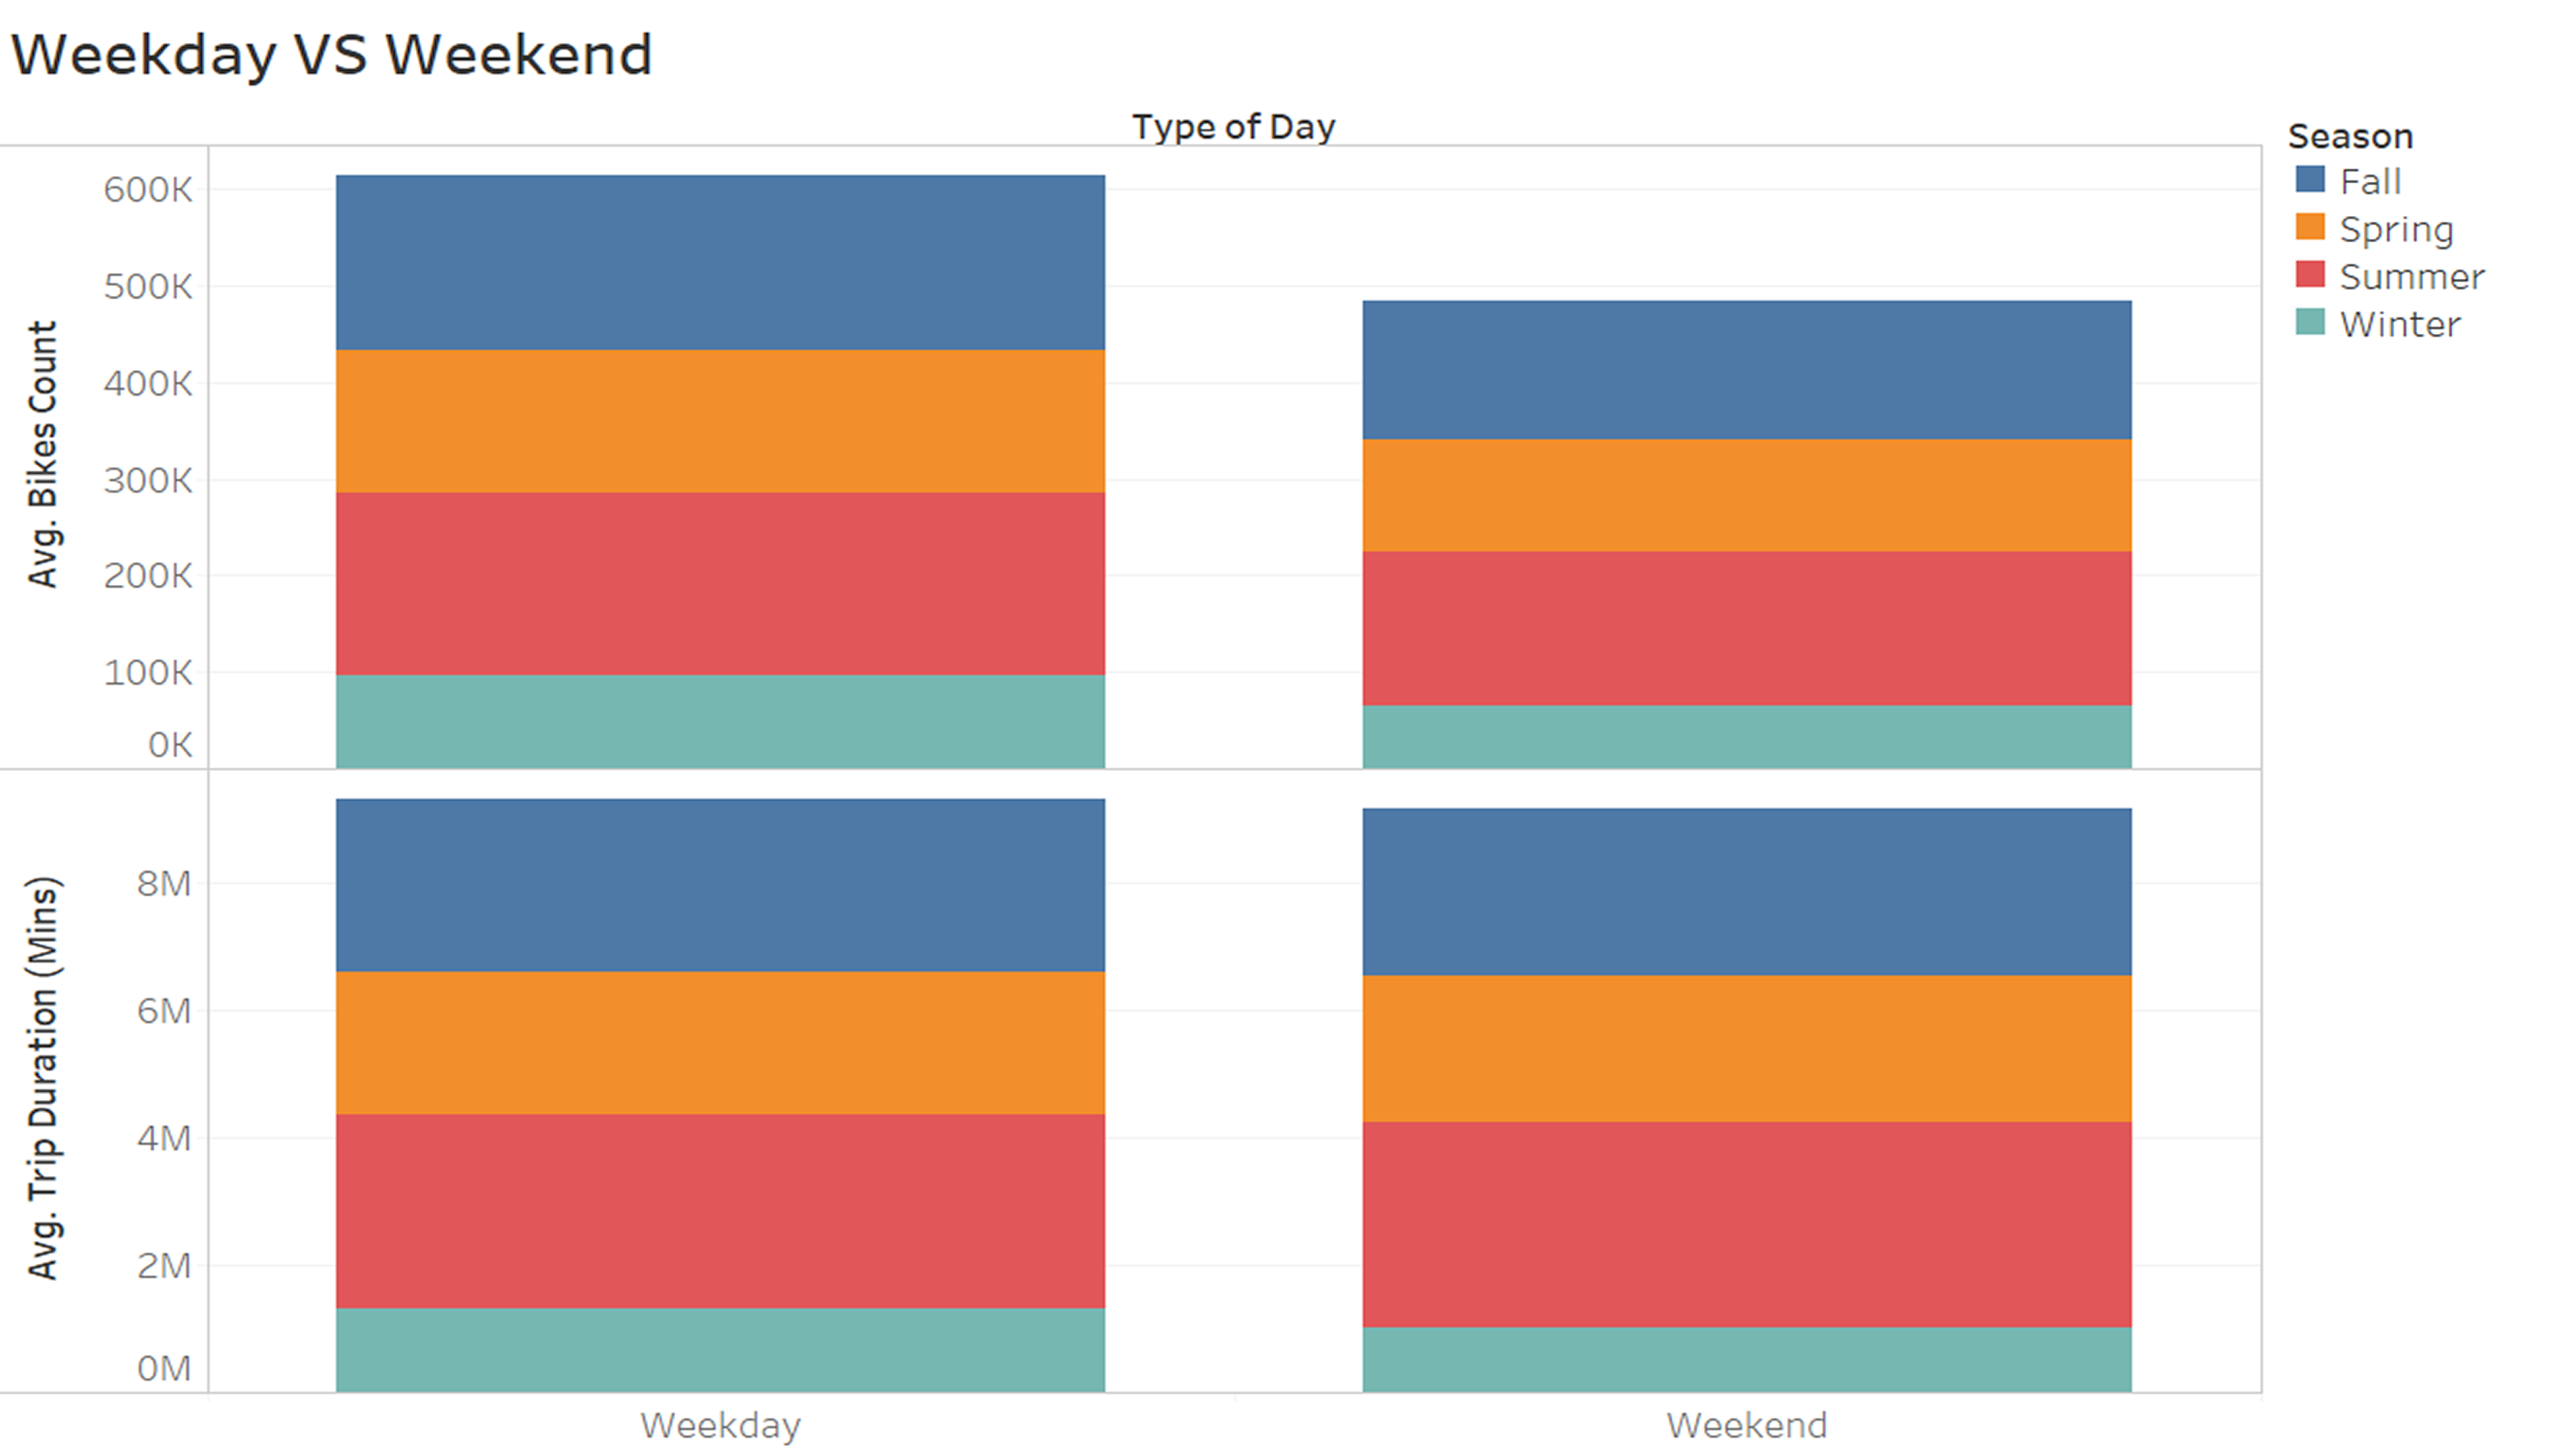 Weekday VS Weekend
Type of Day
Avg. Bikes Count
600K
500K
400K
300K
200K
100K
0K
Avg. Trip Duration (Mins)
8M
6M
4M
2M
0M
Weekday
Weekend
Season
Fall
Spring
Summer
Winter